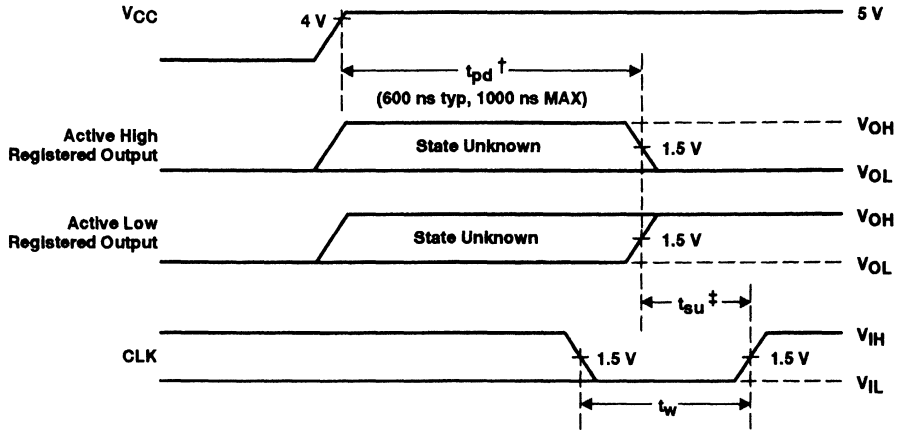 VCC
4 V
5 V
tpd †
(600 ns typ, 1000 ns MAX)
Active High
Registered Output
State Unknown
1.5 V
VOH
VOL
Active Low
Registered Output
State Unknown
1.5 V
VOH
VOL
tsu ‡
CLK
1.5 V
1.5 V
VIH
VIL
tw